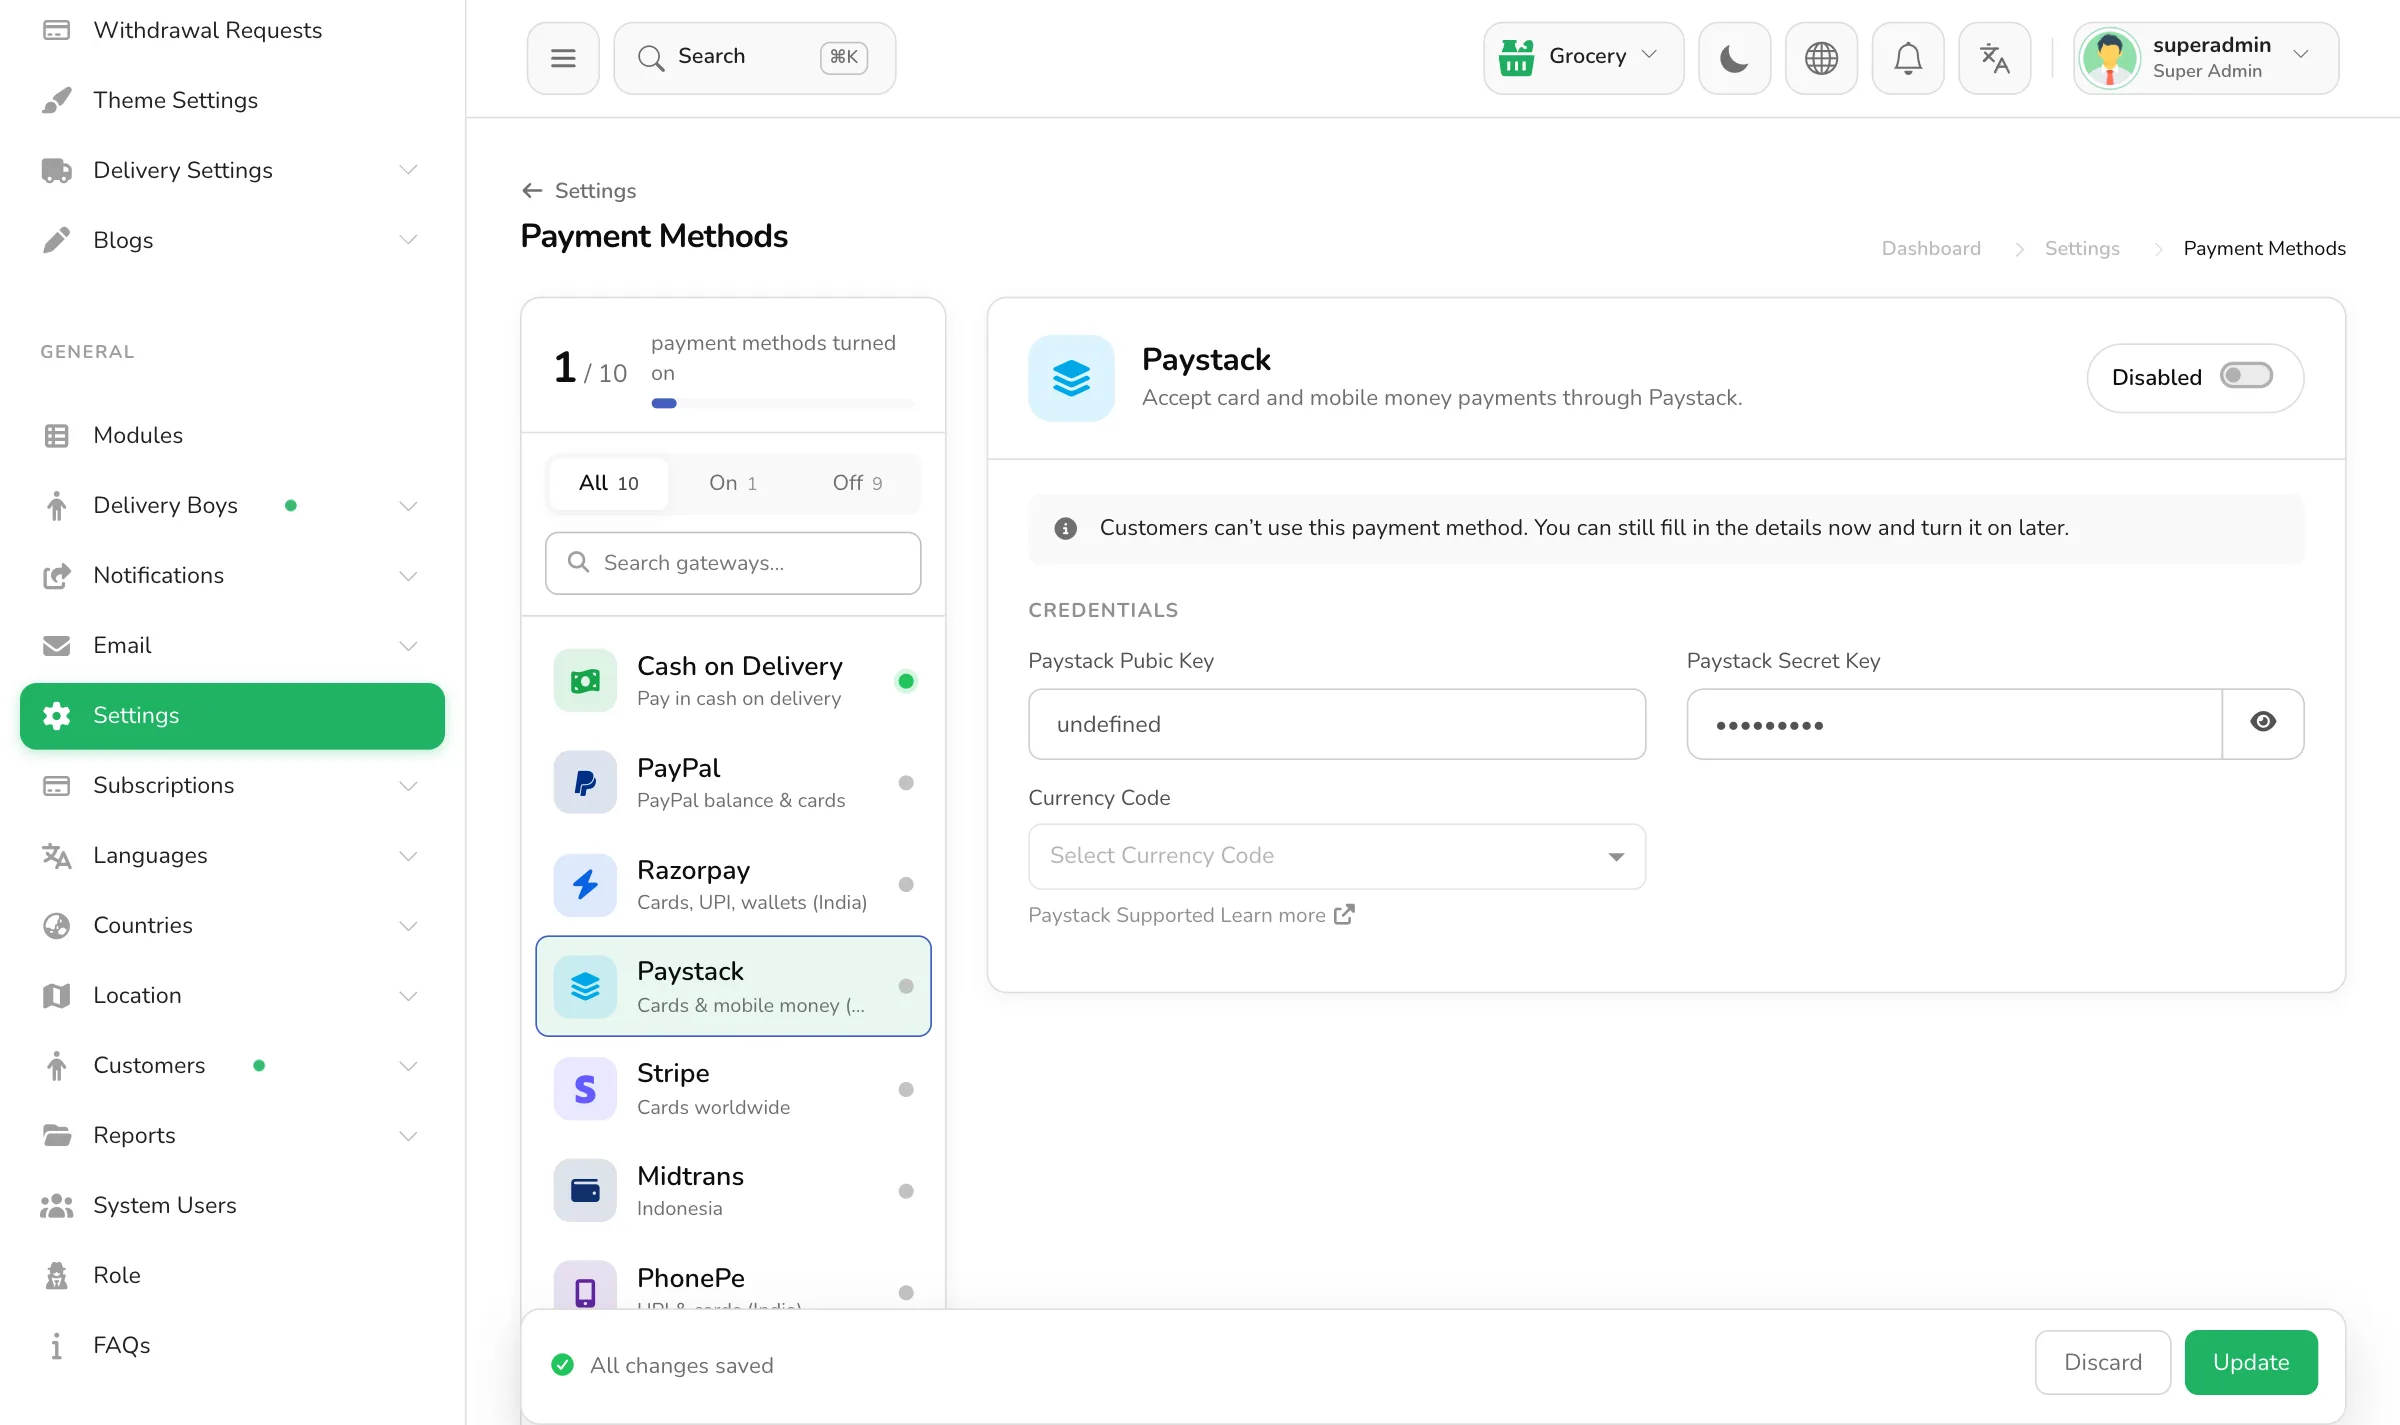 Withdrawal Requests
Theme Settings
Delivery Settings
Blogs
GENERAL
Modules
Delivery Boys
Notifications
Email
Settings
Subscriptions
Languages
Countries
Location
Customers
Reports
System Users
Role
FAQs
Search ⌘K
Grocery
superadmin
Super Admin
Settings
Payment Methods
Dashboard Settings Payment Methods
1 / 10
payment methods turned
on
All 10 On 1 Off 9
Search gateways...
Cash on Delivery
Pay in cash on delivery
PayPal
PayPal balance & cards
Razorpay
Cards, UPI, wallets (India)
Paystack
Cards & mobile money (...
Stripe
Cards worldwide
Midtrans
Indonesia
PhonePe
UPI & cards (India)
Paystack
Accept card and mobile money payments through Paystack.
Disabled
Customers can't use this payment method. You can still fill in the details now and turn it on later.
CREDENTIALS
Paystack Pubic Key
undefined
Paystack Secret Key
•••••••••
Currency Code
Select Currency Code
Paystack Supported Learn more
All changes saved
Discard
Update